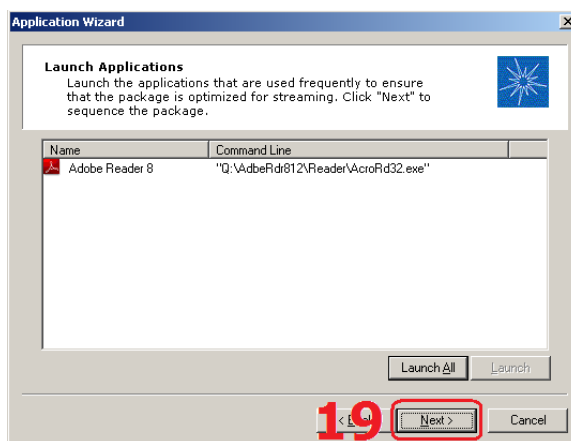 Application Wizard
Launch Applications
Launch the applications that are used frequently to ensure
that the package is optimized for streaming. Click "Next" to
sequence the package.
Name Command Line
Adobe Reader 8 "Q:\AdbeRdr812\Reader\AcroRd32.exe"
Launch All Launch
19 < Next > Cancel